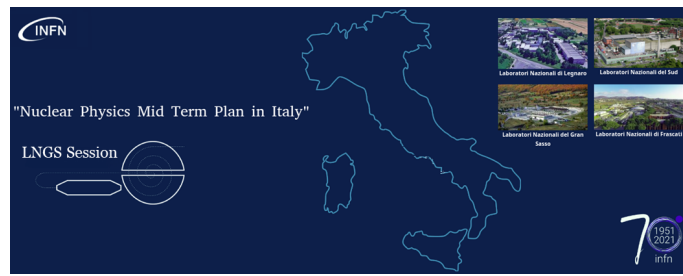 INFN
"Nuclear Physics Mid Term Plan in Italy"
LNGS Session
Laboratori Nazionali di Legnaro
Laboratori Nazionali del Sud
Laboratori Nazionali del Gran
Sasso
Laboratori Nazionali di Frascati
70
1951
2021
infn